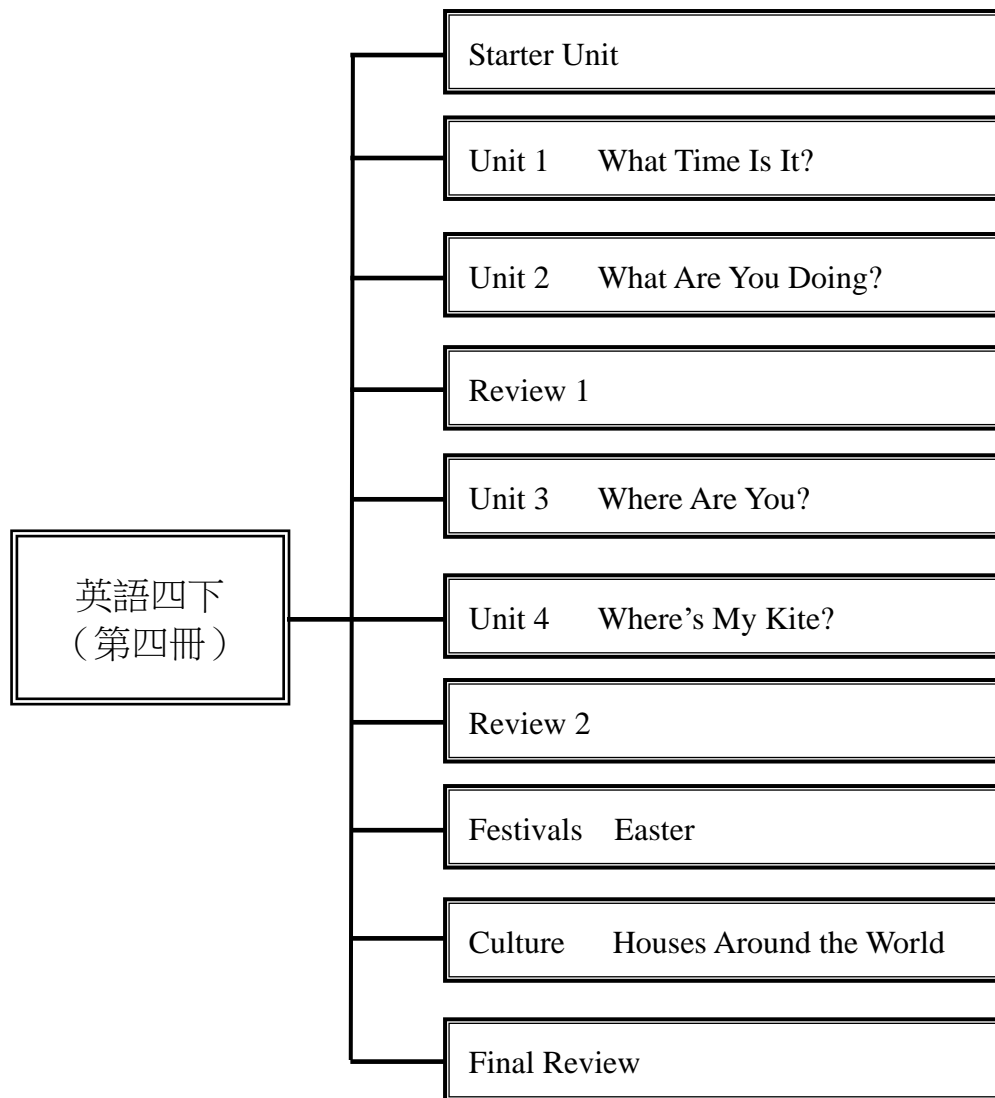 Starter Unit
Unit 1 What Time Is It?
Unit 2 What Are You Doing?
Review 1
Unit 3 Where Are You?
英語四下
（第四冊）
Unit 4 Where’s My Kite?
Review 2
Festivals Easter
Culture Houses Around the World
Final Review